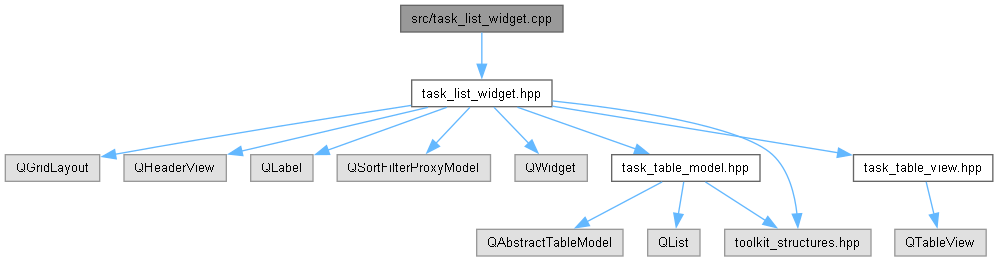 src/task_list_widget.cpp
task_list_widget.hpp
QGridLayout
QHeaderView
QLabel
QSortFilterProxyModel
QWidget
task_table_model.hpp
task_table_view.hpp
QAbstractTableModel
QList
toolkit_structures.hpp
QTableView